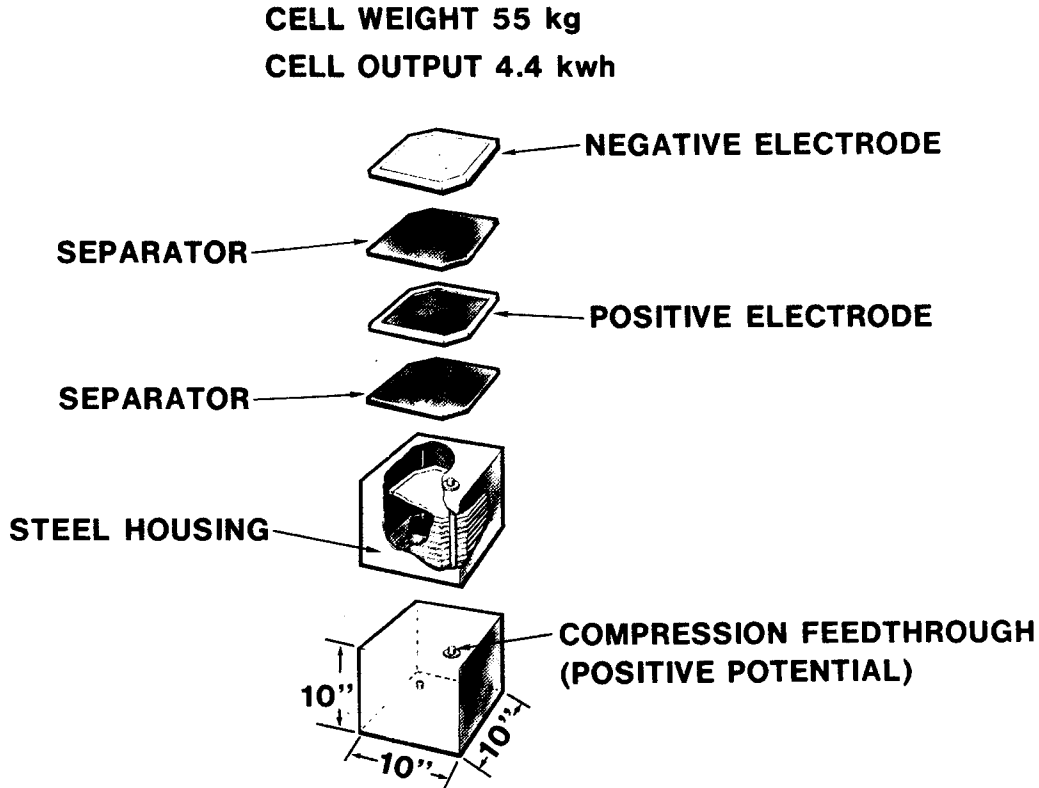 CELL WEIGHT 55 kg
CELL OUTPUT 4.4 kwh
NEGATIVE ELECTRODE
SEPARATOR
POSITIVE ELECTRODE
SEPARATOR
STEEL HOUSING
COMPRESSION FEEDTHROUGH
(POSITIVE POTENTIAL)
10”
10”
10”